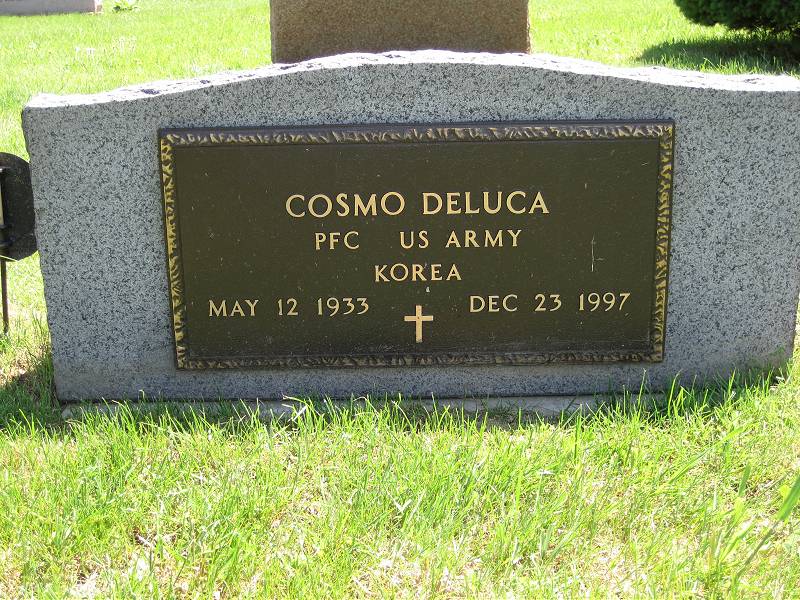 COSMO DELUCA
PFC US ARMY
KOREA
MAY 12 1933 DEC 23 1997